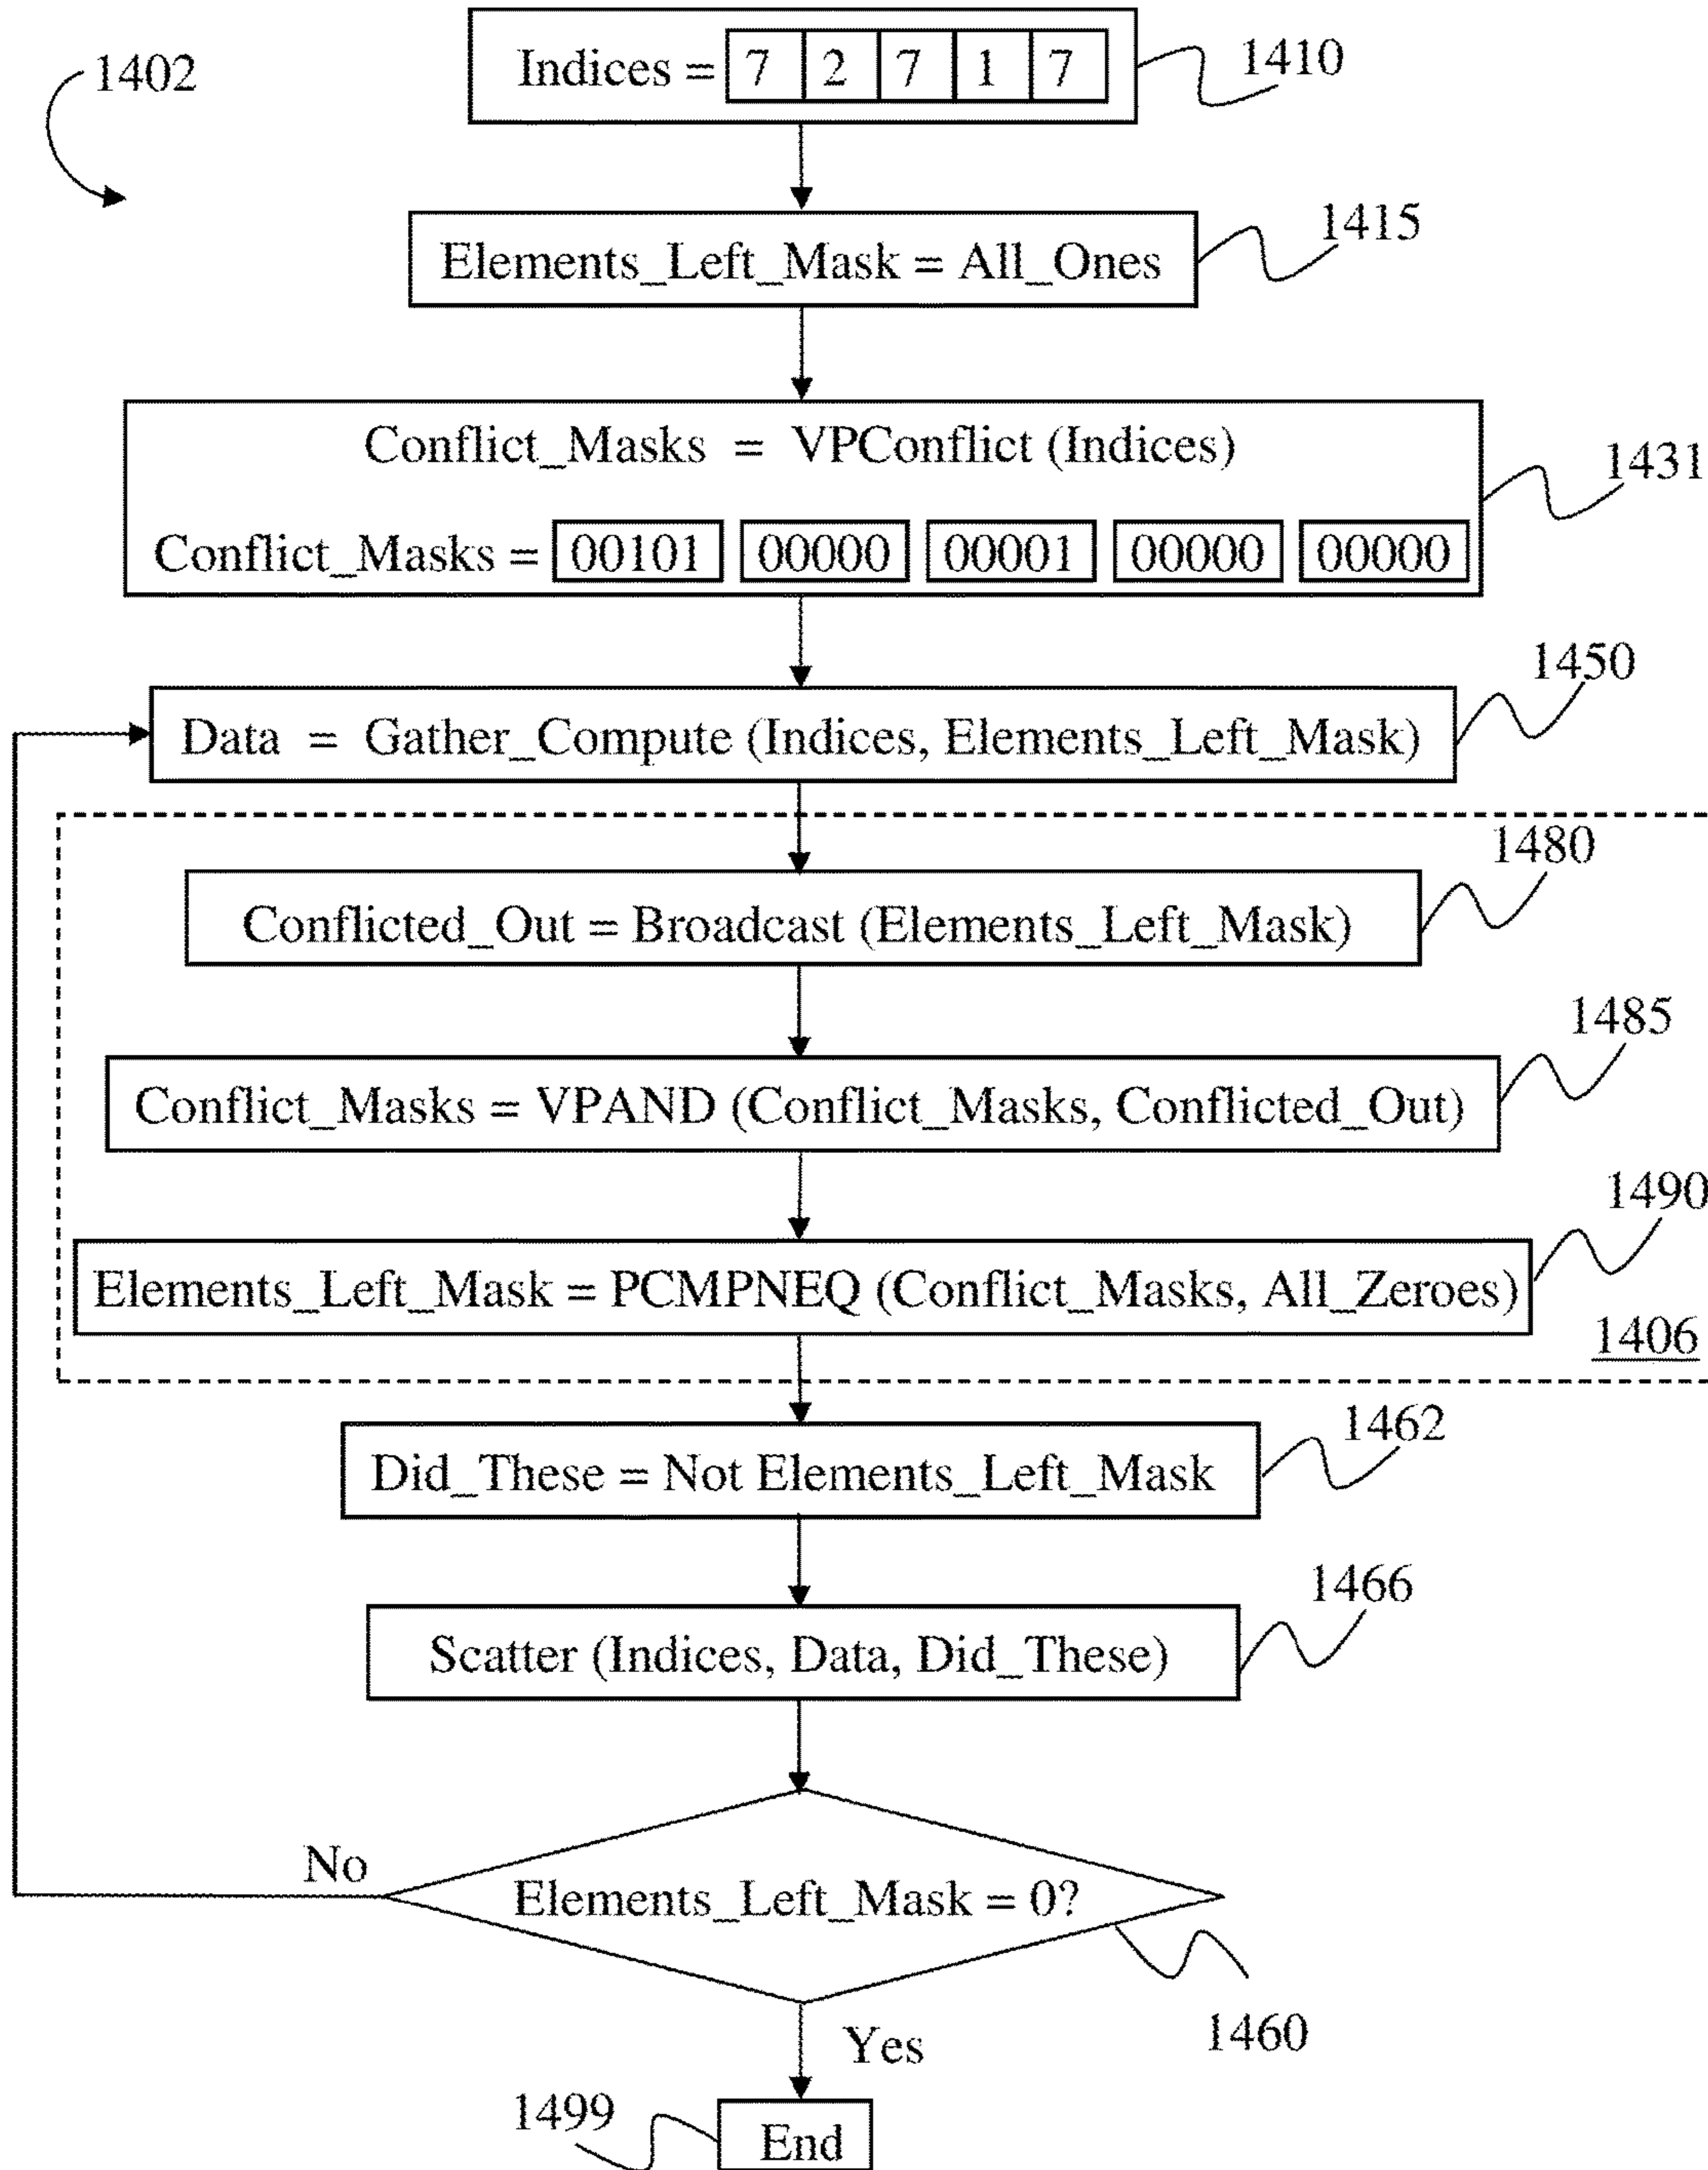 1402
Indices = 7 2 7 1 7
1410
Elements_Left_Mask = All_Ones
1415
Conflict_Masks = VPConflict (Indices)
Conflict_Masks = 00101 00000 00001 00000 00000
1431
Data = Gather_Compute (Indices, Elements_Left_Mask)
1450
Conflicted_Out = Broadcast (Elements_Left_Mask)
1480
Conflict_Masks = VPAND (Conflict_Masks, Conflicted_Out)
1485
Elements_Left_Mask = PCMPNEQ (Conflict_Masks, All_Zeroes)
1490
1406
Did_These = Not Elements_Left_Mask
1462
Scatter (Indices, Data, Did_These)
1466
No
Elements_Left_Mask = 0?
1460
Yes
1499
End